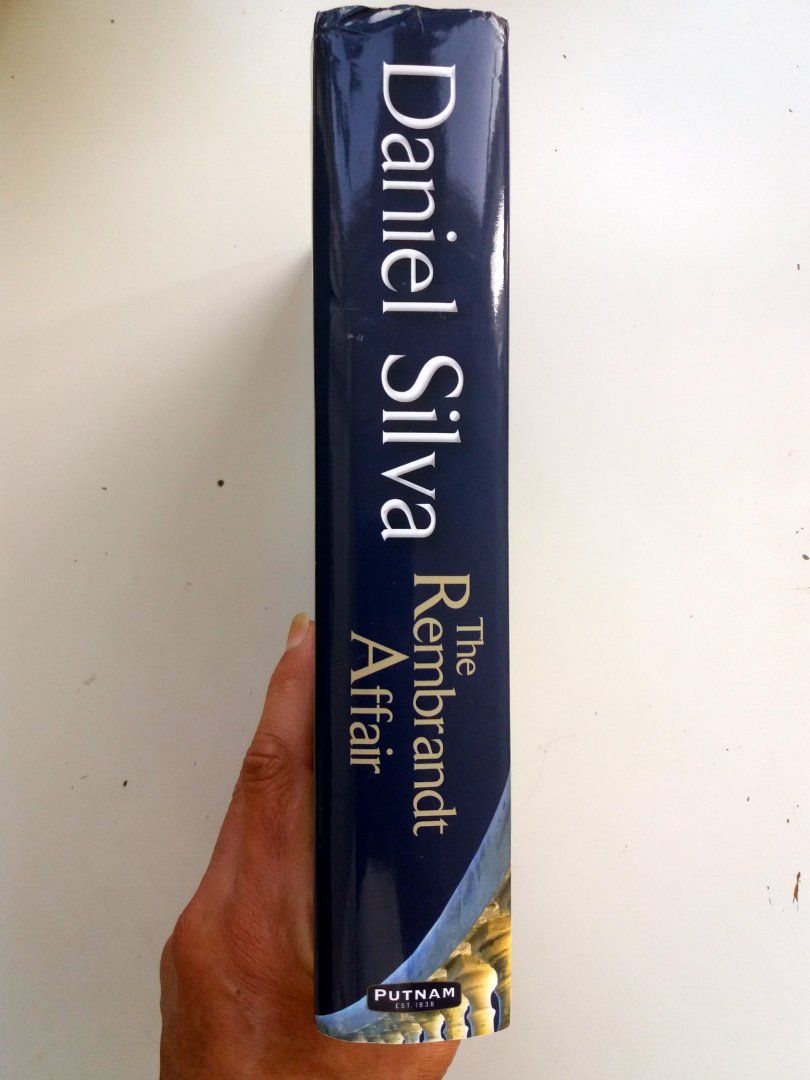 Daniel Silva
The
Rembrandt
Affair
PUTNAM
EST 1838